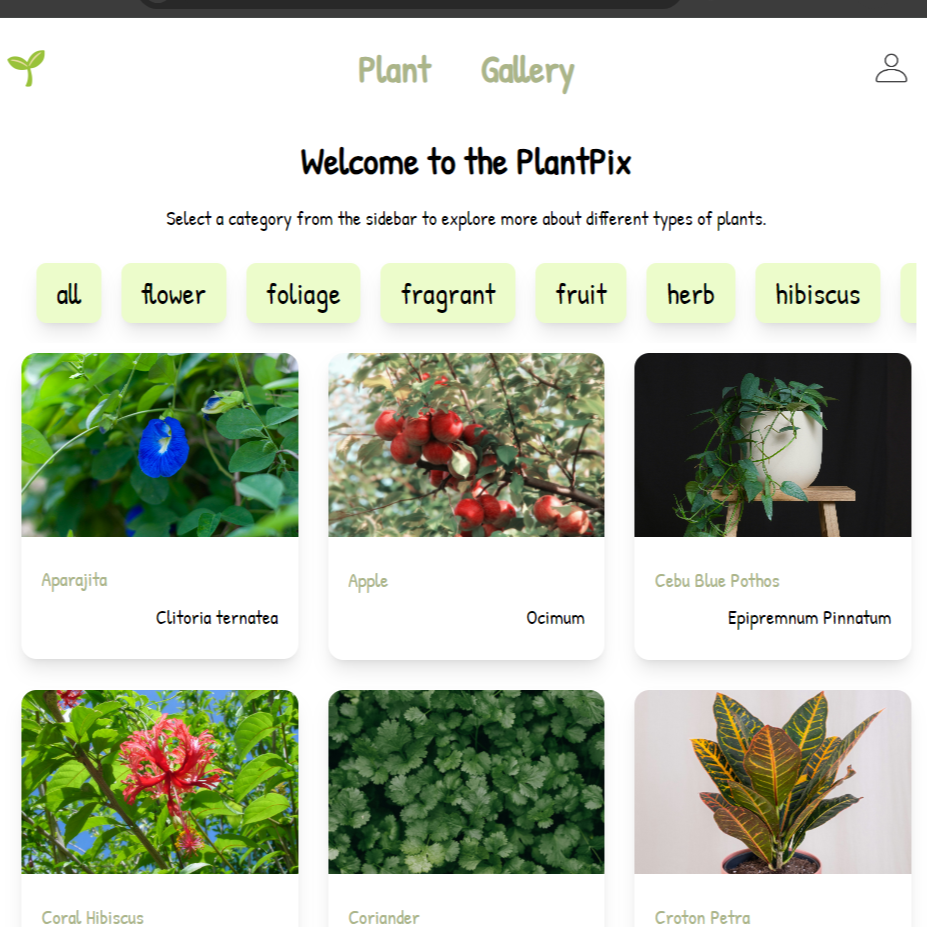 Plant Gallery
Welcome to the PlantPix
Select a category from the sidebar to explore more about different types of plants.
all flower foliage fragrant fruit herb hibiscus
Aparajita
Clitoria ternatea
Apple
Ocimum
Cebu Blue Pothos
Epipremnum Pinnatum
Coral Hibiscus
Coriander
Croton Petra